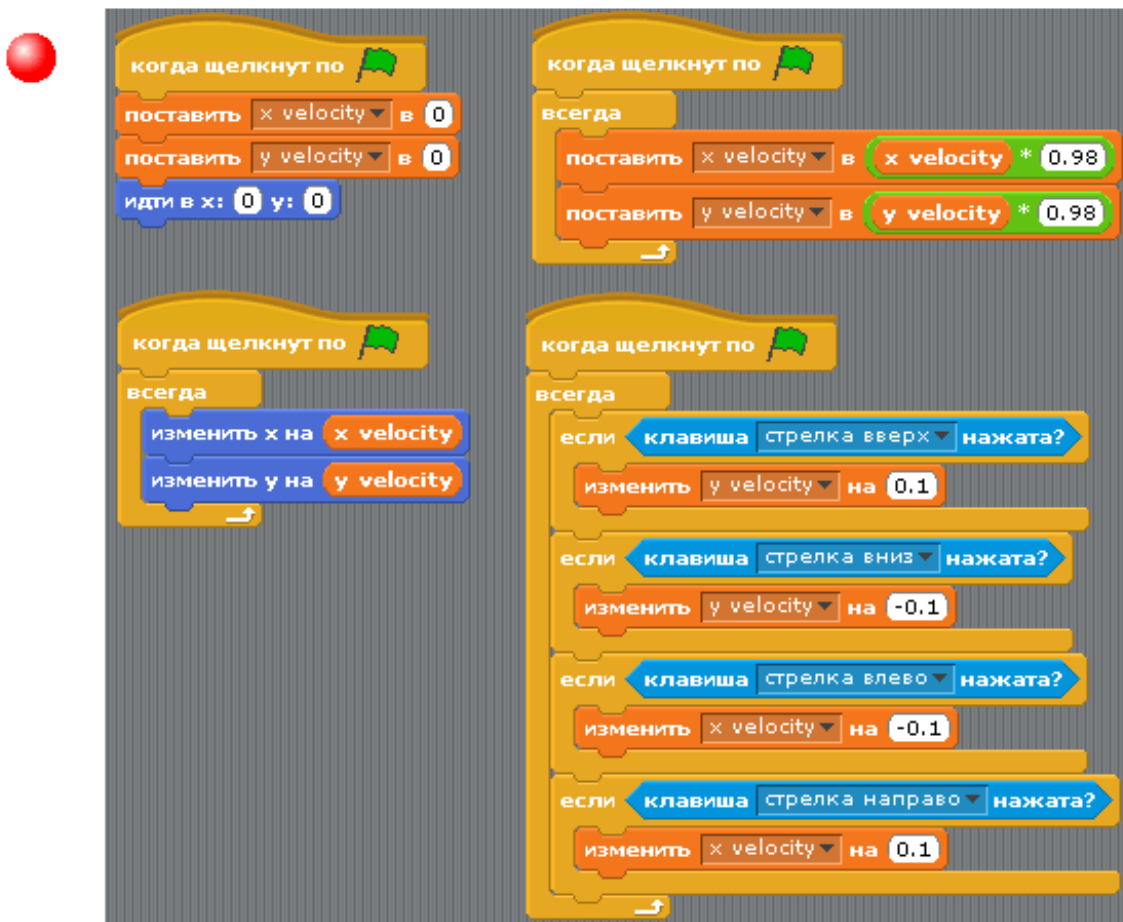 когда щелкнут по
поставить x velocity в 0
поставить y velocity в 0
идти в x: 0 y: 0
когда щелкнут по
всегда
поставить x velocity в x velocity * 0.98
поставить y velocity в y velocity * 0.98
когда щелкнут по
всегда
изменить x на x velocity
изменить y на y velocity
когда щелкнут по
всегда
если клавиша стрелка вверх нажата?
изменить y velocity на 0.1
если клавиша стрелка вниз нажата?
изменить y velocity на -0.1
если клавиша стрелка влево нажата?
изменить x velocity на -0.1
если клавиша стрелка направо нажата?
изменить x velocity на 0.1